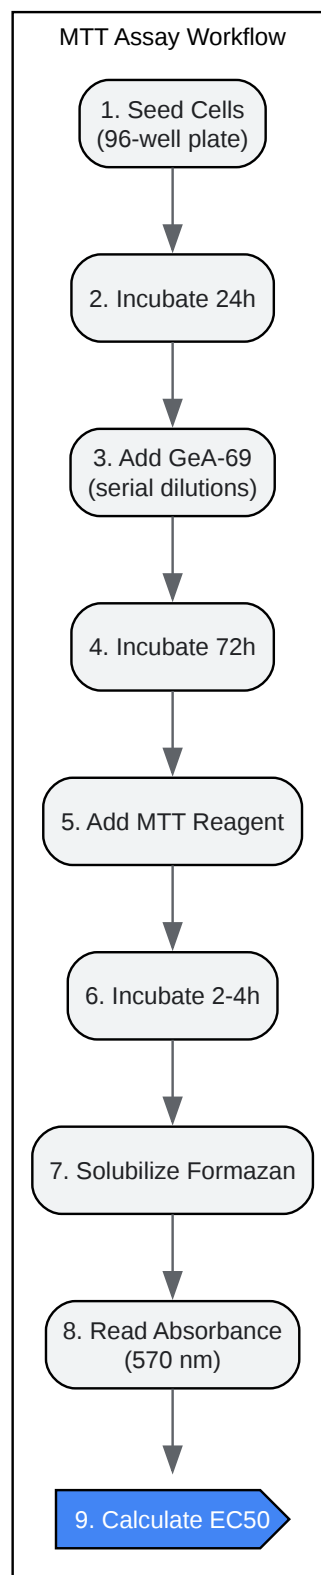 MTT Assay Workflow
1. Seed Cells
(96-well plate)
2. Incubate 24h
3. Add GeA-69
(serial dilutions)
4. Incubate 72h
5. Add MTT Reagent
6. Incubate 2-4h
7. Solubilize Formazan
8. Read Absorbance
(570 nm)
9. Calculate EC50